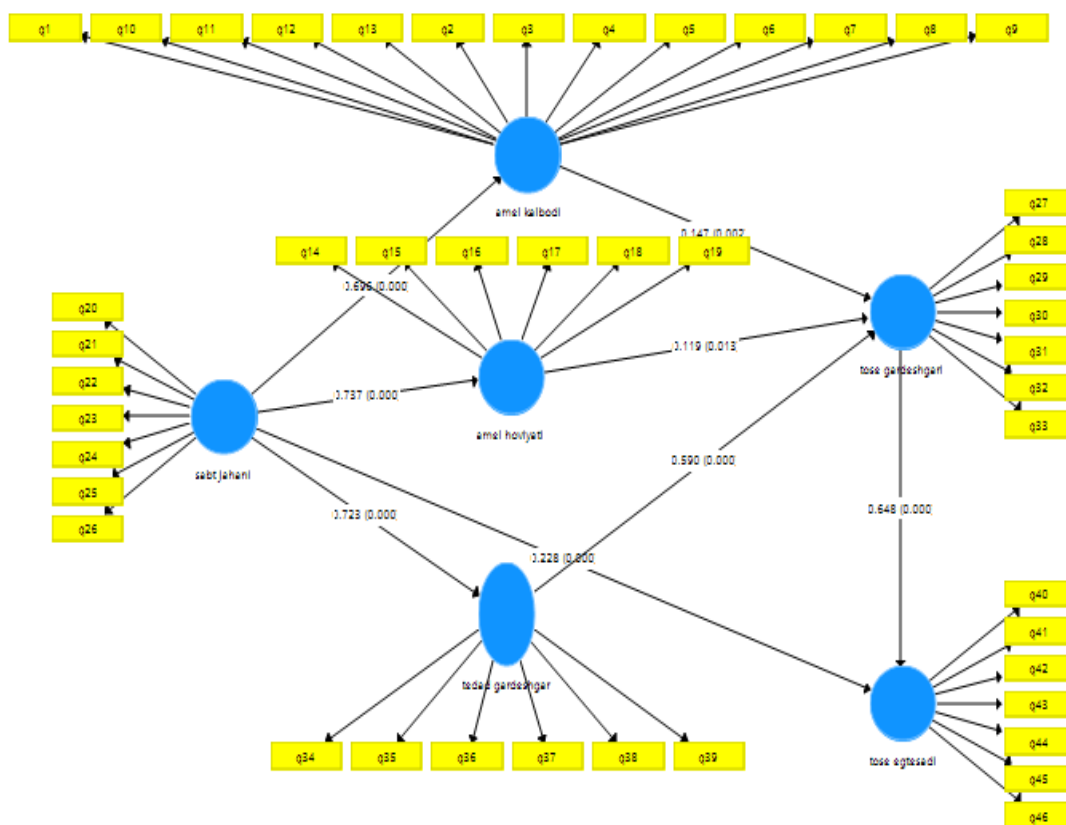 q1 q10 q11 q12 q13 q2 q3 q4 q5 q6 q7 q8 q9
amel kalbodi
q27
0.147 (0.002
q14 q15 q16 q17 q18 q19
q28
q29
0.696 (0.000
q20
q30
q21
0.119 (0.013
q31
tose gardeshgari
q22
q32
0.737 (0.000
q23
q33
amel hoviyati
q24
0.590 (0.000
sabt jahani
q25
0.723 (0.000
0.648 (0.000
q26
0.228 (0.000
q40
q41
q42
tedad gardeshgar
q43
q44
q34 q35 q36 q37 q38 q39
tose egtesadi
q45
q46